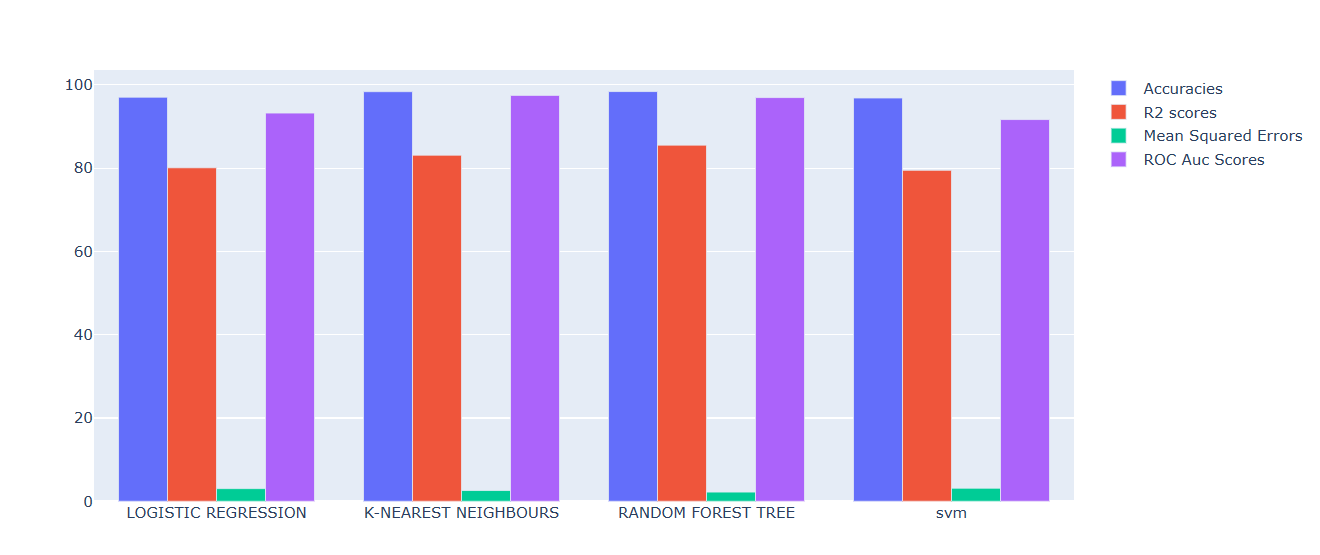 100
80
60
40
20
0
LOGISTIC REGRESSION
K-NEAREST NEIGHBOURS
RANDOM FOREST TREE
svm
Accuracies
R2 scores
Mean Squared Errors
ROC Auc Scores